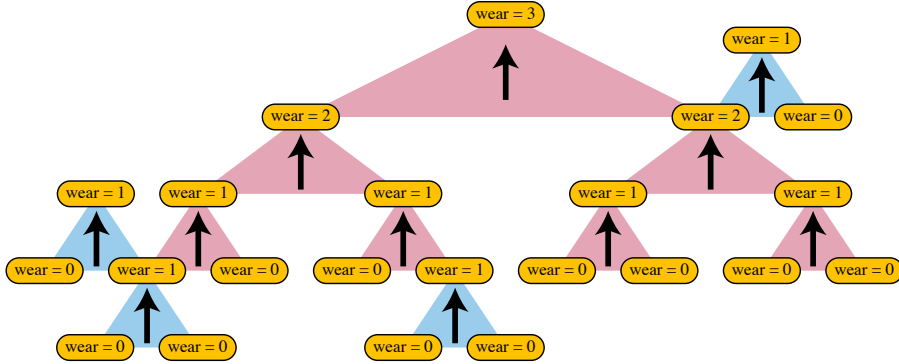 wear = 3
wear = 1
wear = 2
wear = 2
wear = 0
wear = 1
wear = 1
wear = 1
wear = 1
wear = 1
wear = 0
wear = 1
wear = 0
wear = 0
wear = 1
wear = 0
wear = 0
wear = 0
wear = 0
wear = 0
wear = 0
wear = 0
wear = 0